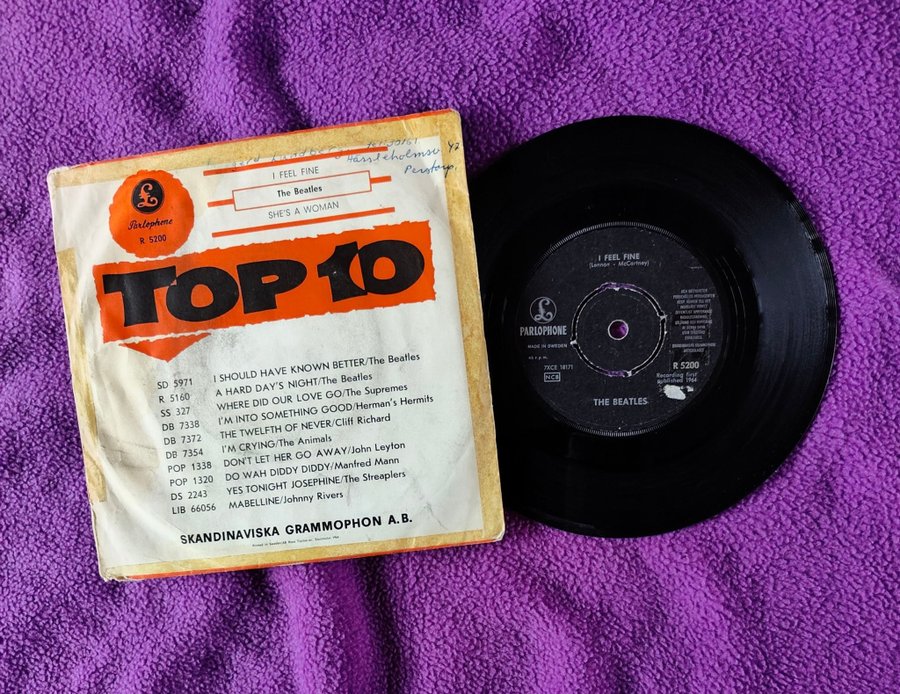 Hässleholmsv. 42
Perstorp.
I FEEL FINE
The Beatles
SHE'S A WOMAN
£
Parlophone
R 5200
TOP 10
SD 5971 I SHOULD HAVE KNOWN BETTER/The Beatles
R 5160 A HARD DAY'S NIGHT/The Beatles
SS 327 WHERE DID OUR LOVE GO/The Supremes
DB 7338 I'M INTO SOMETHING GOOD/Herman's Hermits
DB 7372 THE TWELFTH OF NEVER/Cliff Richard
DB 7354 I'M CRYING/The Animals
POP 1338 DON'T LET HER GO AWAY/John Leyton
POP 1320 DO WAH DIDDY DIDDY/Manfred Mann
DS 2243 YES TONIGHT JOSEPHINE/The Streaplers
LIB 66056 MABELLINE/Johnny Rivers
SKANDINAVISKA GRAMMOPHON A.B.
I FEEL FINE
(Lennon - McCartney)
£
PARLOPHONE
MADE IN SWEDEN
45 r.p.m.
7XCE 18171
NCB
R 5200
Recording first
published 1964
THE BEATLES